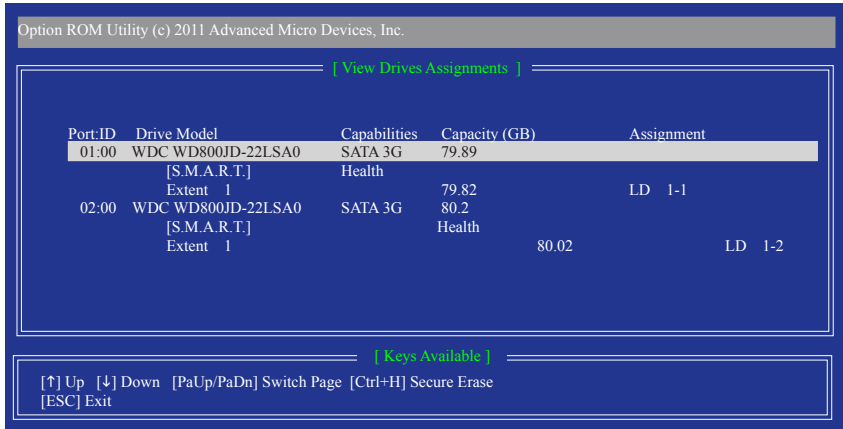 Option ROM Utility (c) 2011 Advanced Micro Devices, Inc.
[ View Drives Assignments ]
Port:ID Drive Model Capabilities Capacity (GB) Assignment
01:00 WDC WD800JD-22LSA0 SATA 3G 79.89
[S.M.A.R.T.] Health
Extent 1 79.82 LD 1-1
02:00 WDC WD800JD-22LSA0 SATA 3G 80.2
[S.M.A.R.T.] Health
Extent 1 80.02 LD 1-2
[ Keys Available ]
[↑] Up [↓] Down [PaUp/PaDn] Switch Page [Ctrl+H] Secure Erase
[ESC] Exit